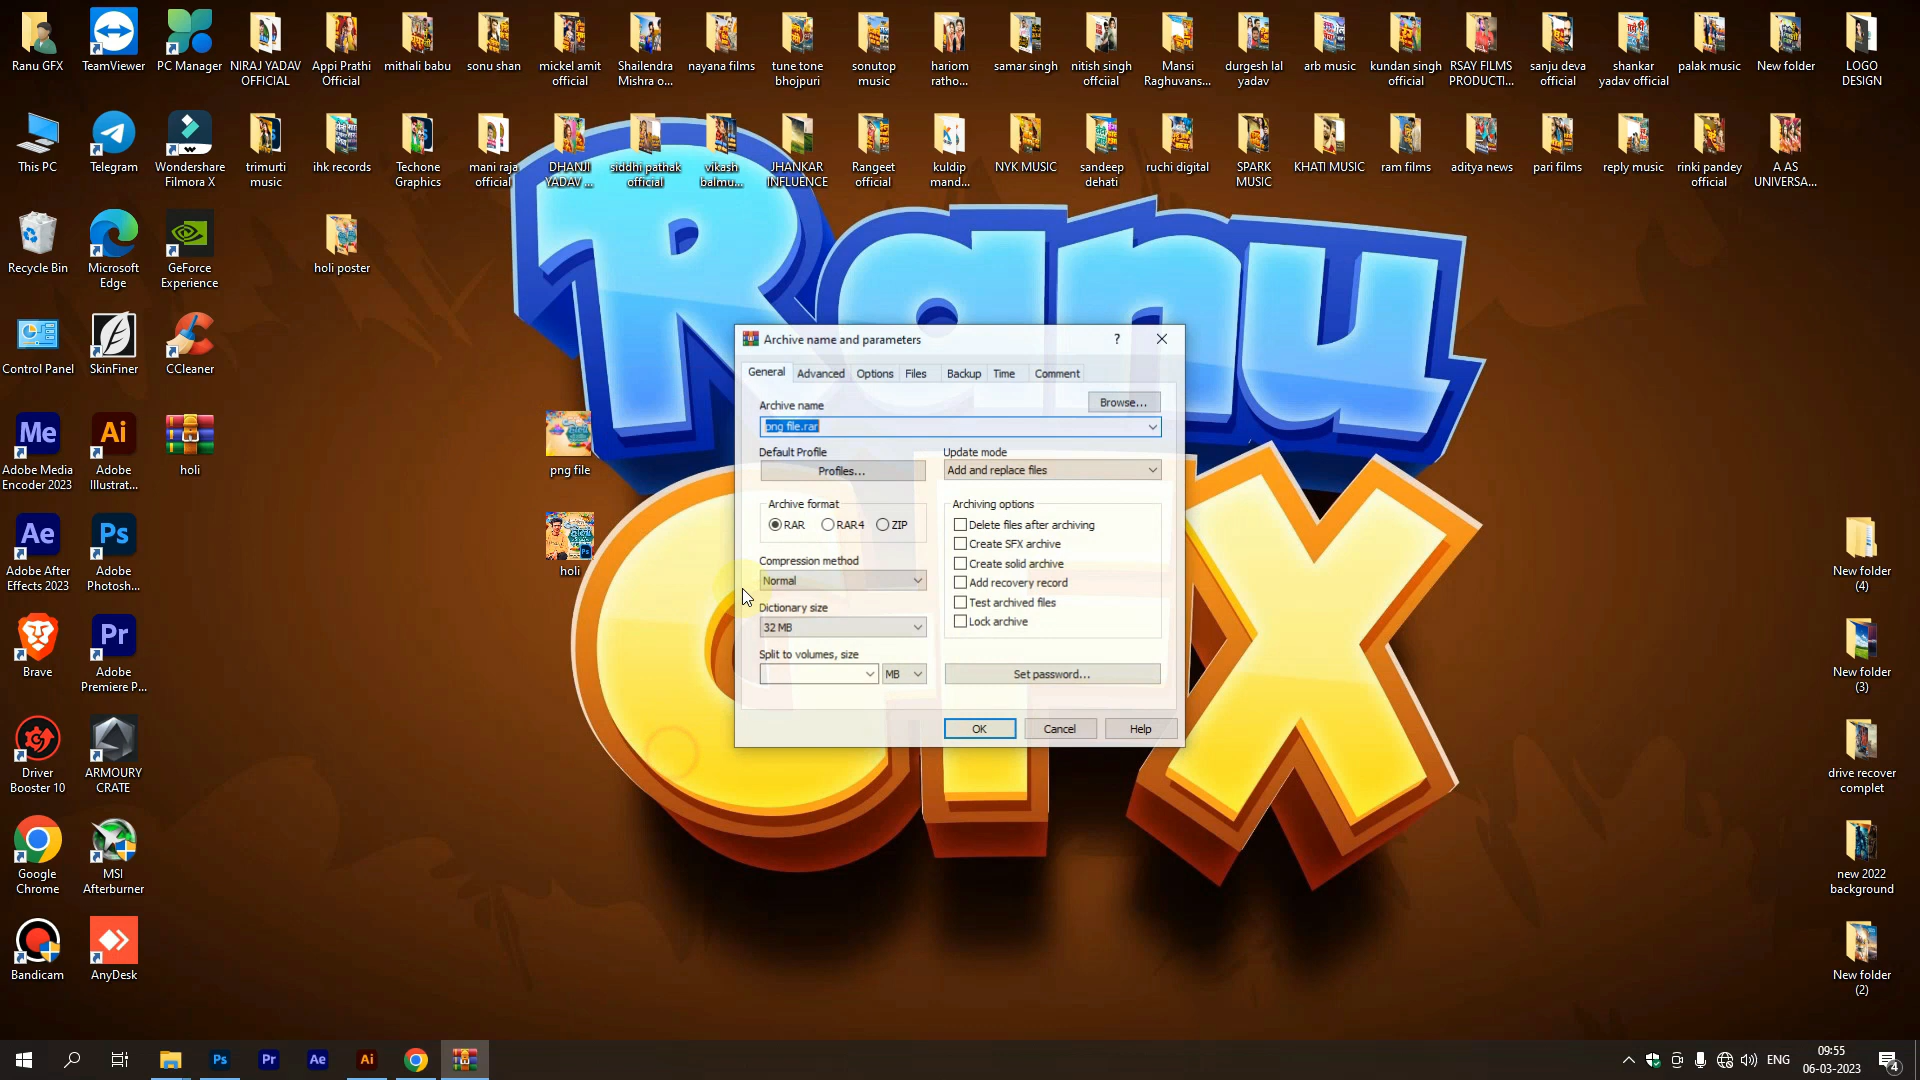 Ranu GFX
TeamViewer
PC Manager
NIRAJ YADAV
OFFICIAL
Appi Prathi
Official
mithali babu
sonu shan
mickel amit
official
Shailendra
Mishra o...
nayana films
tune tone
bhojpuri
sonutop
music
hariom
ratho...
samar singh
nitish singh
offcial
Mansi
Raghuvans...
durgesh lal
yadav
arb music
kundan singh
official
RSAY FILMS
PRODUCTI...
sanju deva
official
shankar
yadav official
palak music
New folder
LOGO
DESIGN
This PC
Telegram
Wondershare
Filmora X
trimurti
music
ihk records
Techone
Graphics
mani raja
official
DHANJI
YADAV ...
siddhi pathak
official
vikash
balmu...
JHANKAR
INFLUENCE
Rangeet
official
kuldip
mand...
NYK MUSIC
sandeep
dehati
ruchi digital
SPARK
MUSIC
KHATI MUSIC
ram films
aditya news
pari films
reply music
rinki pandey
official
A AS
UNIVERSA...
Recycle Bin
Microsoft
Edge
GeForce
Experience
holi poster
Control Panel
SkinFiner
CCleaner
Me
Adobe Media
Encoder 2023
Ai
Adobe
Illustrat...
holi
png file
Ae
Adobe After
Effects 2023
Ps
Adobe
Photosh...
holi
Brave
Pr
Adobe
Premiere P...
Driver
Booster 10
ARMOURY
CRATE
Google
Chrome
MSI
Afterburner
Bandicam
AnyDesk
Ranu
GFX
Archive name and parameters
?
General
Advanced
Options
Files
Backup
Time
Comment
Archive name
Browse...
png file.rar
Default Profile
Profiles...
Update mode
Add and replace files
Archive format
RAR
RAR4
ZIP
Archiving options
Delete files after archiving
Create SFX archive
Create solid archive
Add recovery record
Test archived files
Lock archive
Compression method
Normal
Dictionary size
32 MB
Split to volumes, size
MB
Set password...
OK
Cancel
Help
New folder
(4)
New folder
(3)
drive recover
complet
new 2022
background
New folder
(2)
Ps
Pr
Ae
Ai
ENG
09:55
06-03-2023
4